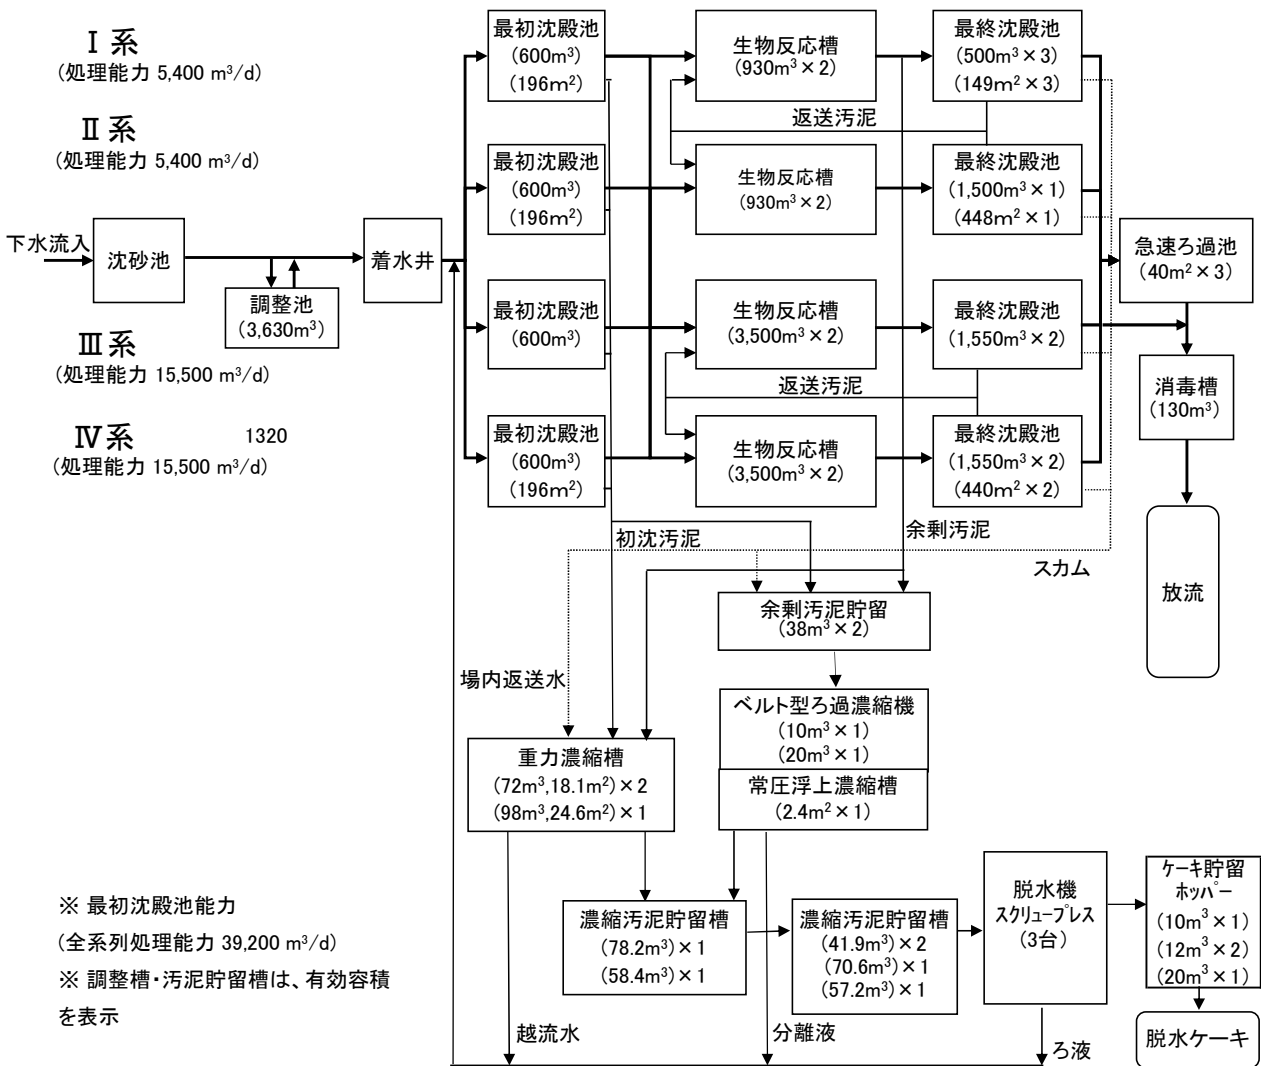 Ⅰ系
(処理能力 5,400 m³/d)
Ⅱ系
(処理能力 5,400 m³/d)
下水流入
沈砂池
調整池
(3,630m³)
着水井
Ⅲ系
(処理能力 15,500 m³/d)
Ⅳ系
1320
(処理能力 15,500 m³/d)
最初沈殿池
(600m³)
(196m²)
生物反応槽
(930m³×2)
最終沈殿池
(500m³×3)
(149m²×3)
返送汚泥
最初沈殿池
(600m³)
(196m²)
生物反応槽
(930m³×2)
最終沈殿池
(1,500m³×1)
(448m²×1)
最初沈殿池
(600m³)
生物反応槽
(3,500m³×2)
最終沈殿池
(1,550m³×2)
返送汚泥
最初沈殿池
(600m³)
(196m²)
生物反応槽
(3,500m³×2)
最終沈殿池
(1,550m³×2)
(440m²×2)
急速ろ過池
(40m²×3)
消毒槽
(130m³)
放流
初沈汚泥
余剰汚泥
スカム
余剰汚泥貯留
(38m³×2)
場内返送水
ベルト型ろ過濃縮機
(10m³×1)
(20m³×1)
常圧浮上濃縮槽
(2.4m²×1)
重力濃縮槽
(72m³,18.1m²)×2
(98m³,24.6m²)×1
濃縮汚泥貯留槽
(78.2m³)×1
(58.4m³)×1
濃縮汚泥貯留槽
(41.9m³)×2
(70.6m³)×1
(57.2m³)×1
脱水機
スクリュープレス
(3台)
ケーキ貯留
ホッパー
(10m³×1)
(12m³×2)
(20m³×1)
脱水ケーキ
越流水
分離液
ろ液
※ 最初沈殿池能力
(全系列処理能力 39,200 m³/d)
※ 調整槽・汚泥貯留槽は、有効容積
を表示